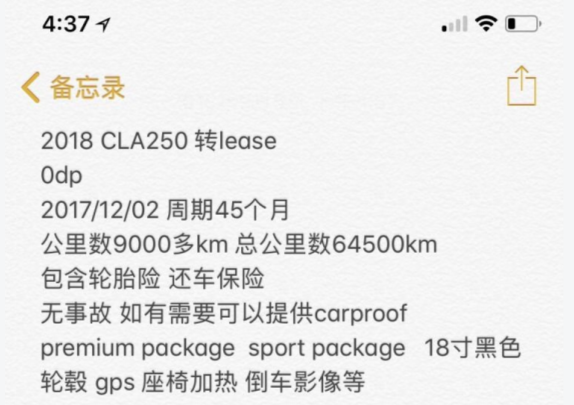 4:37
备忘录
2018 CLA250 转lease
0dp
2017/12/02 周期45个月
公里数9000多km 总公里数64500km
包含轮胎险 还车保险
无事故 如有需要可以提供carproof
premium package  sport package   18寸黑色
轮毂 gps 座椅加热 倒车影像等